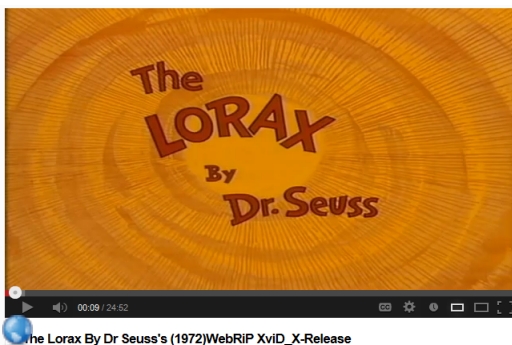 The
LORAX
By
Dr. Seuss
00:09 / 24:52
CC
The Lorax By Dr Seuss's (1972)WebRiP XviD_X-Release